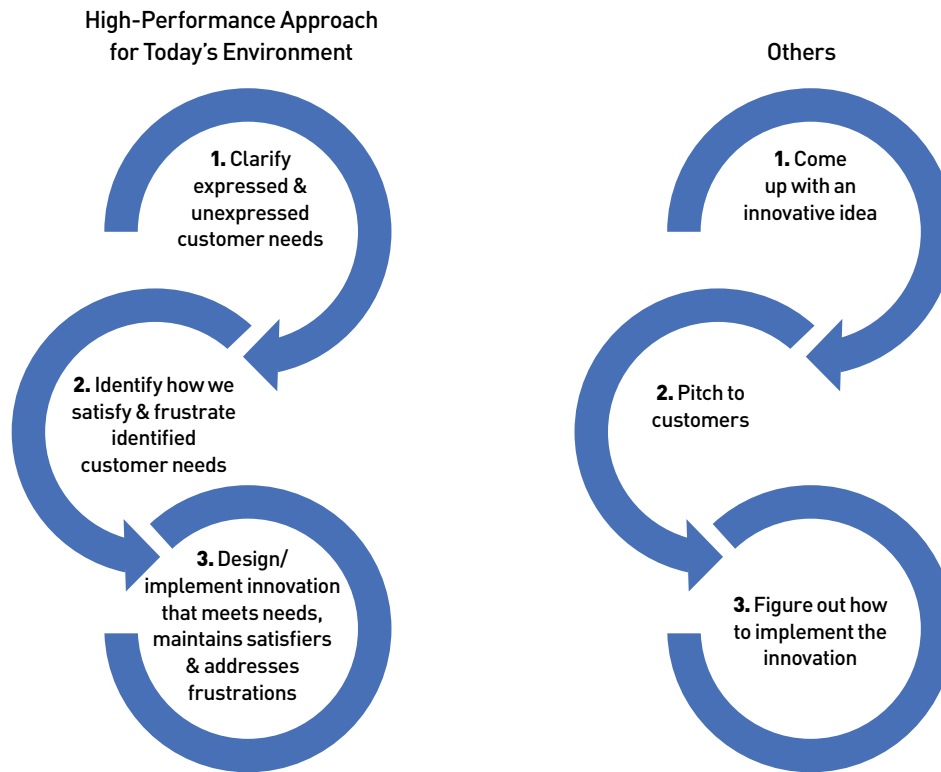 High-Performance Approach
for Today's Environment
1. Clarify
expressed &
unexpressed
customer needs
2. Identify how we
satisfy & frustrate
identified
customer needs
3. Design/
implement innovation
that meets needs,
maintains satisfiers
& addresses
frustrations
Others
1. Come
up with an
innovative idea
2. Pitch to
customers
3. Figure out how
to implement the
innovation